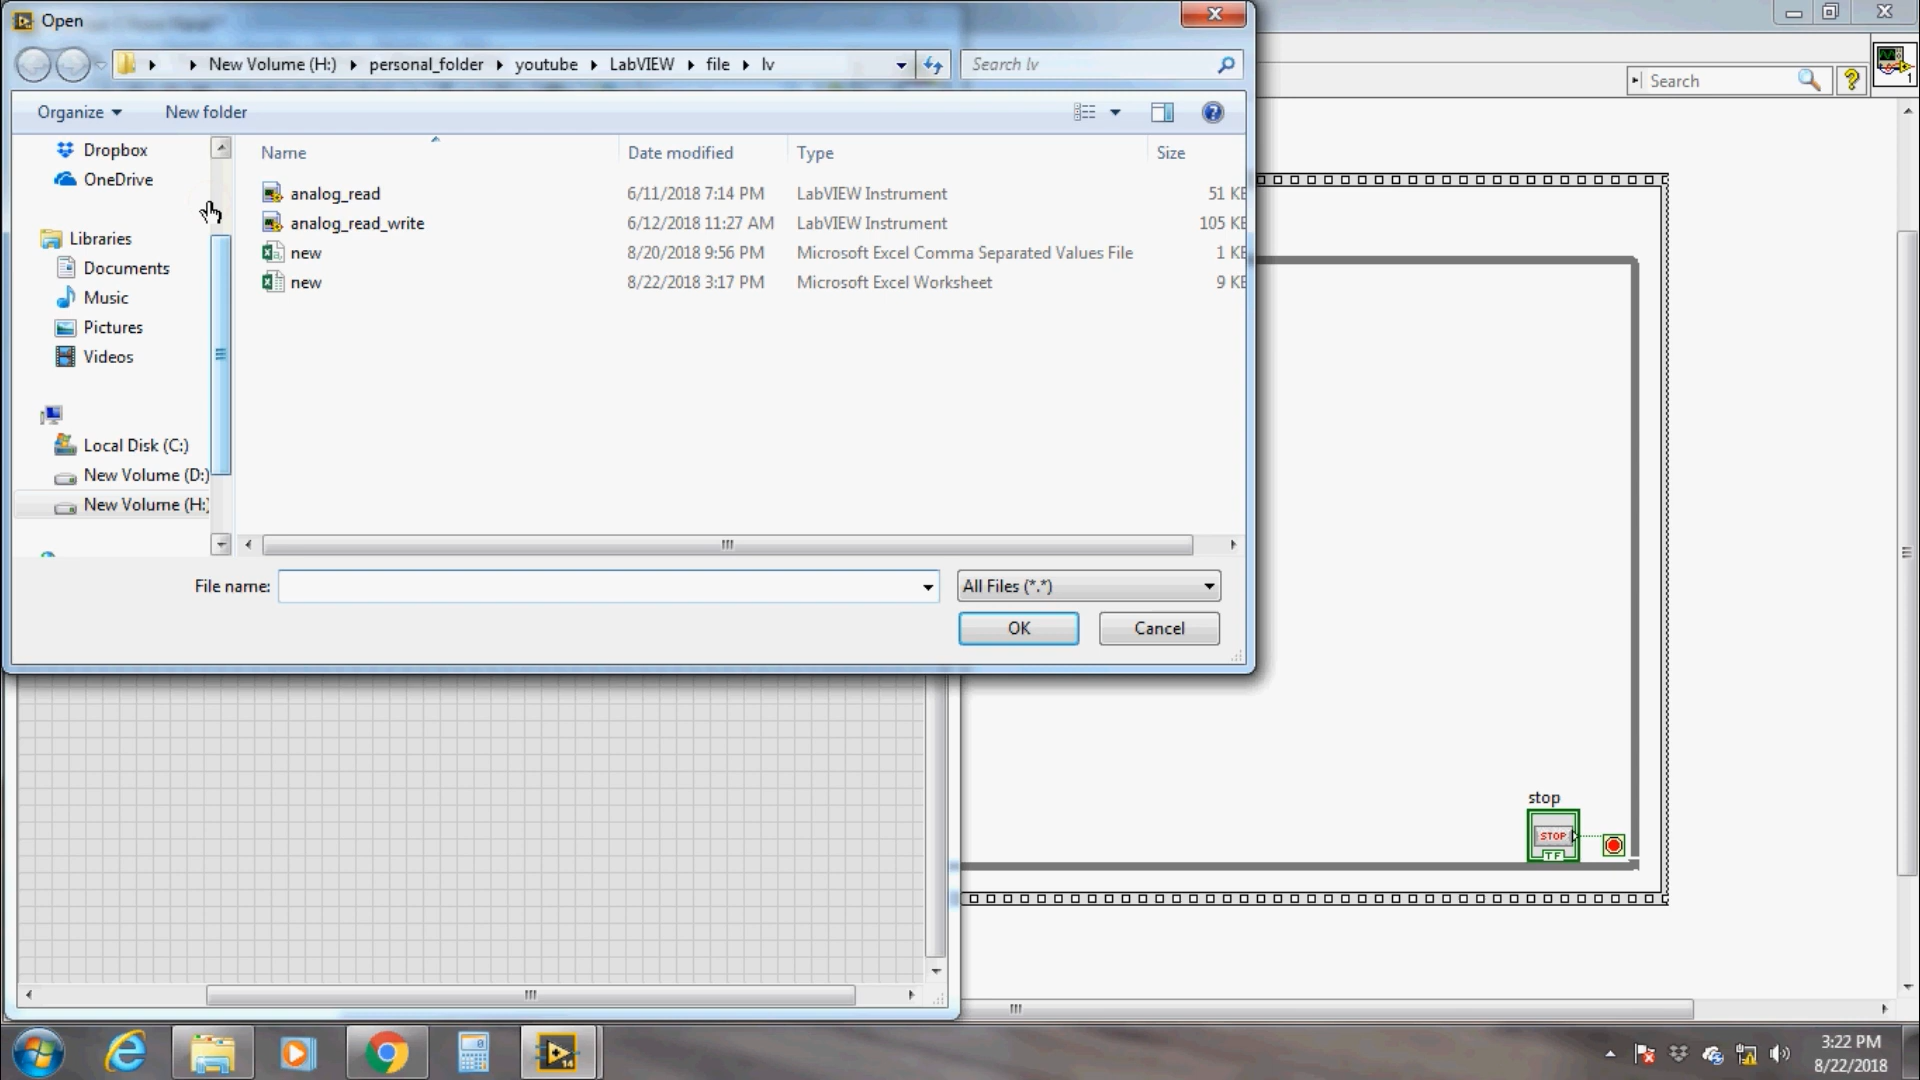 Open
New Volume (H:) personal_folder youtube LabVIEW file lv
Search lv
Search
1
Organize
New folder
Dropbox
OneDrive
Libraries
Documents
Music
Pictures
Videos
Local Disk (C:)
New Volume (D:)
New Volume (H:
Name Date modified Type Size
analog_read 6/11/2018 7:14 PM LabVIEW Instrument 51 KB
analog_read_write 6/12/2018 11:27 AM LabVIEW Instrument 105 KB
new 8/20/2018 9:56 PM Microsoft Excel Comma Separated Values File 1 KB
new 8/22/2018 3:17 PM Microsoft Excel Worksheet 9 KB
File name:
All Files (*.*)
OK
Cancel
stop
STOP
TF
14
3:22 PM
8/22/2018